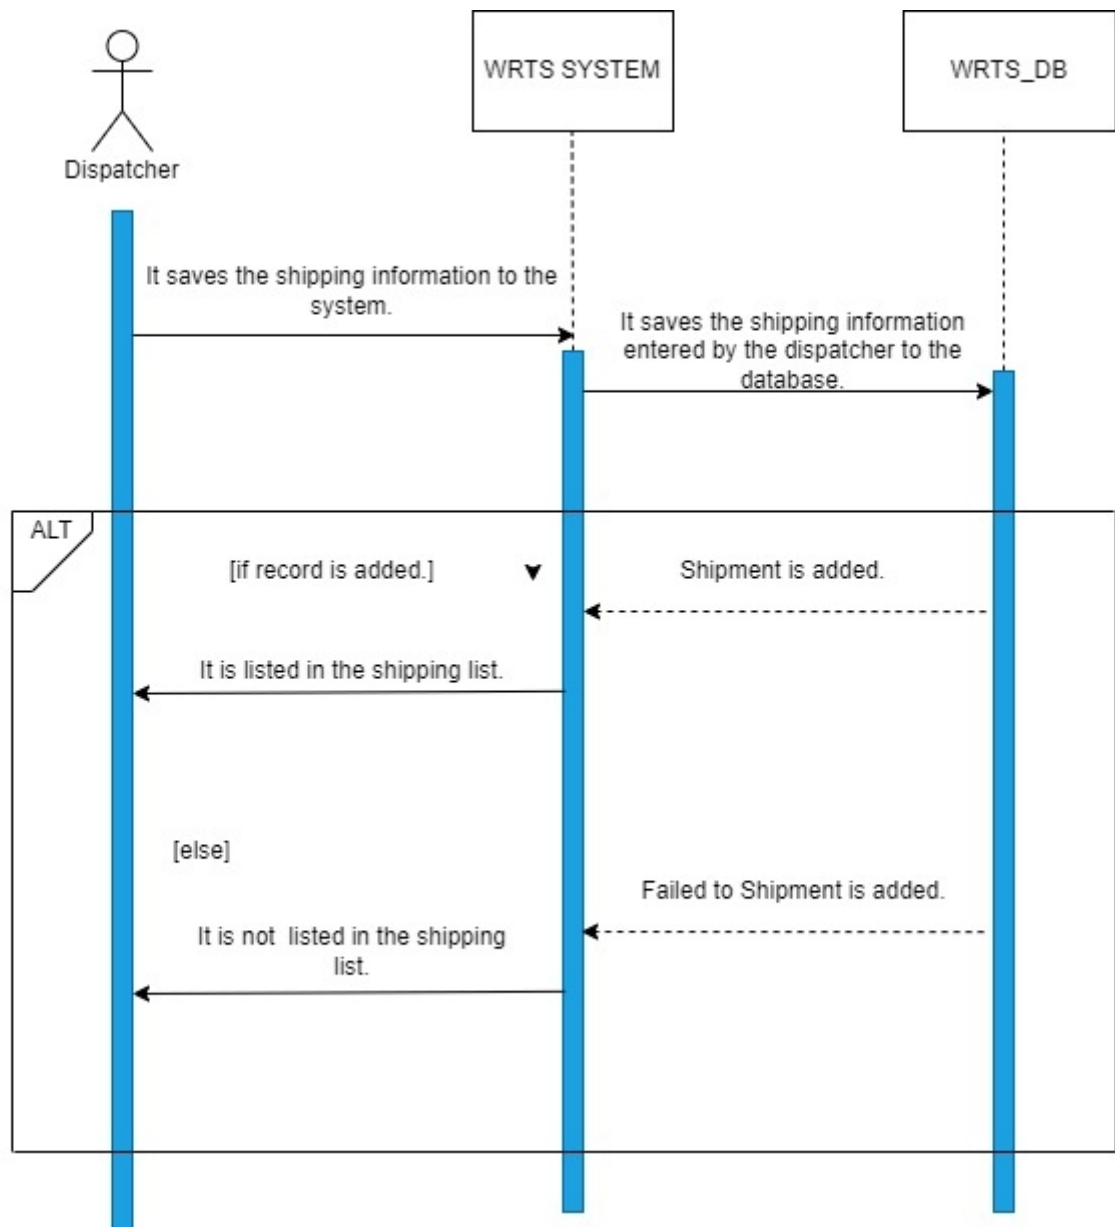 WRTS SYSTEM
WRTS_DB
Dispatcher
It saves the shipping information to the
system.
It saves the shipping information
entered by the dispatcher to the
database.
ALT
[if record is added.]
Shipment is added.
It is listed in the shipping list.
[else]
Failed to Shipment is added.
It is not  listed in the shipping
list.